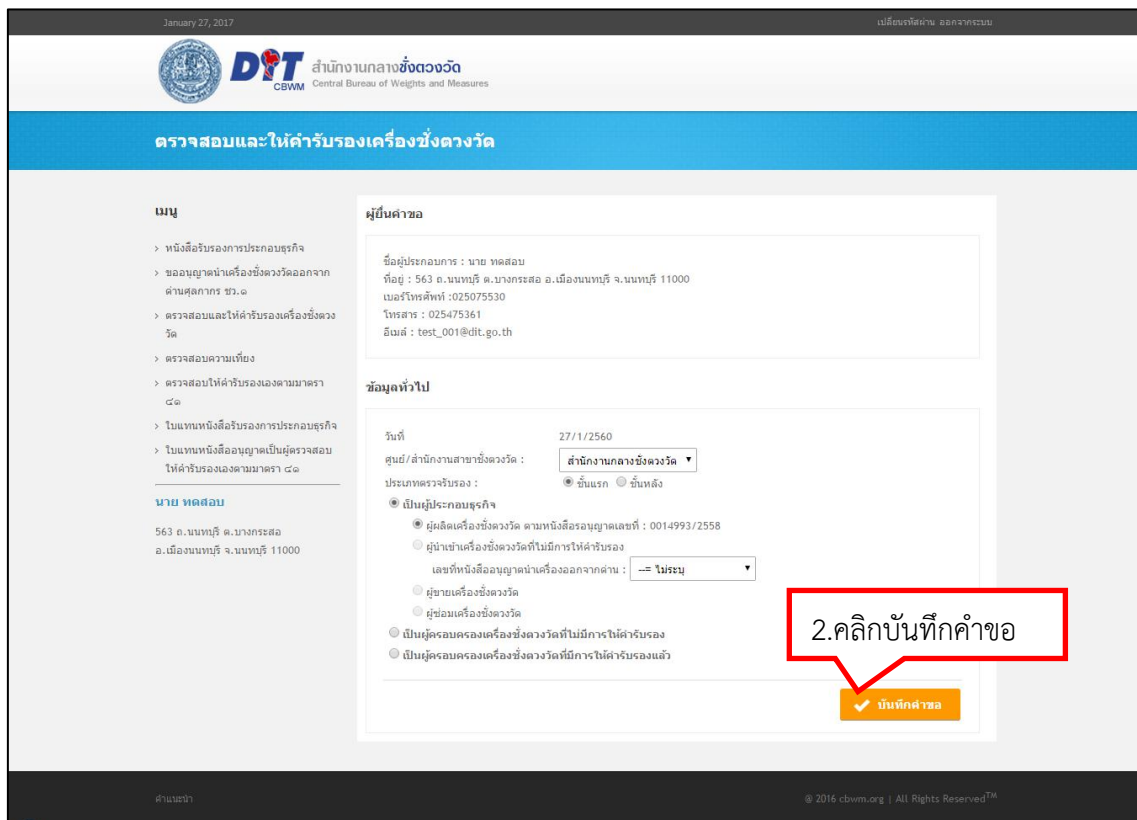 January 27, 2017
เปลี่ยนรหัสผ่าน ออกจากระบบ
DIT
CBWM
สำนักงานกลางชั่งตวงวัด
Central Bureau of Weights and Measures
ตรวจสอบและให้คำรับรองเครื่องชั่งตวงวัด
เมนู
> หนังสือรับรองการประกอบธุรกิจ
> ขออนุญาตนำเครื่องชั่งตวงวัดออกจาก
ด่านศุลกากร ชว.๑
> ตรวจสอบและให้คำรับรองเครื่องชั่งตวง
วัด
> ตรวจสอบความเที่ยง
> ตรวจสอบให้คำรับรองเองตามมาตรา
๔๑
> ใบแทนหนังสือรับรองการประกอบธุรกิจ
> ใบแทนหนังสืออนุญาตเป็นผู้ตรวจสอบ
ให้คำรับรองเองตามมาตรา ๔๑
นาย ทดสอบ
563 ถ.นนทบุรี ต.บางกระสอ
อ.เมืองนนทบุรี จ.นนทบุรี 11000
ผู้ยื่นคำขอ
ชื่อผู้ประกอบการ : นาย ทดสอบ
ที่อยู่ : 563 ถ.นนทบุรี ต.บางกระสอ อ.เมืองนนทบุรี จ.นนทบุรี 11000
เบอร์โทรศัพท์ :025075530
โทรสาร : 025475361
อีเมล์ : test_001@dit.go.th
ข้อมูลทั่วไป
วันที่ 27/1/2560
ศูนย์/สำนักงานสาขาชั่งตวงวัด : สำนักงานกลางชั่งตวงวัด
ประเภทตรวจรับรอง : ชั้นแรก ชั้นหลัง
เป็นผู้ประกอบธุรกิจ
ผู้ผลิตเครื่องชั่งตวงวัด ตามหนังสือรอนุญาตเลขที่ : 0014993/2558
ผู้นำเข้าเครื่องชั่งตวงวัดที่ไม่มีการให้คำรับรอง
เลขที่หนังสืออนุญาตนำเครื่องออกจากด่าน : --= ไม่ระบุ
ผู้ขายเครื่องชั่งตวงวัด
ผู้ซ่อมเครื่องชั่งตวงวัด
เป็นผู้ครอบครองเครื่องชั่งตวงวัดที่ไม่มีการให้คำรับรอง
เป็นผู้ครอบครองเครื่องชั่งตวงวัดที่มีการให้คำรับรองแล้ว
2.คลิกบันทึกคำขอ
บันทึกคำขอ
คำแนะนำ
@ 2016 cbwm.org | All Rights Reserved™